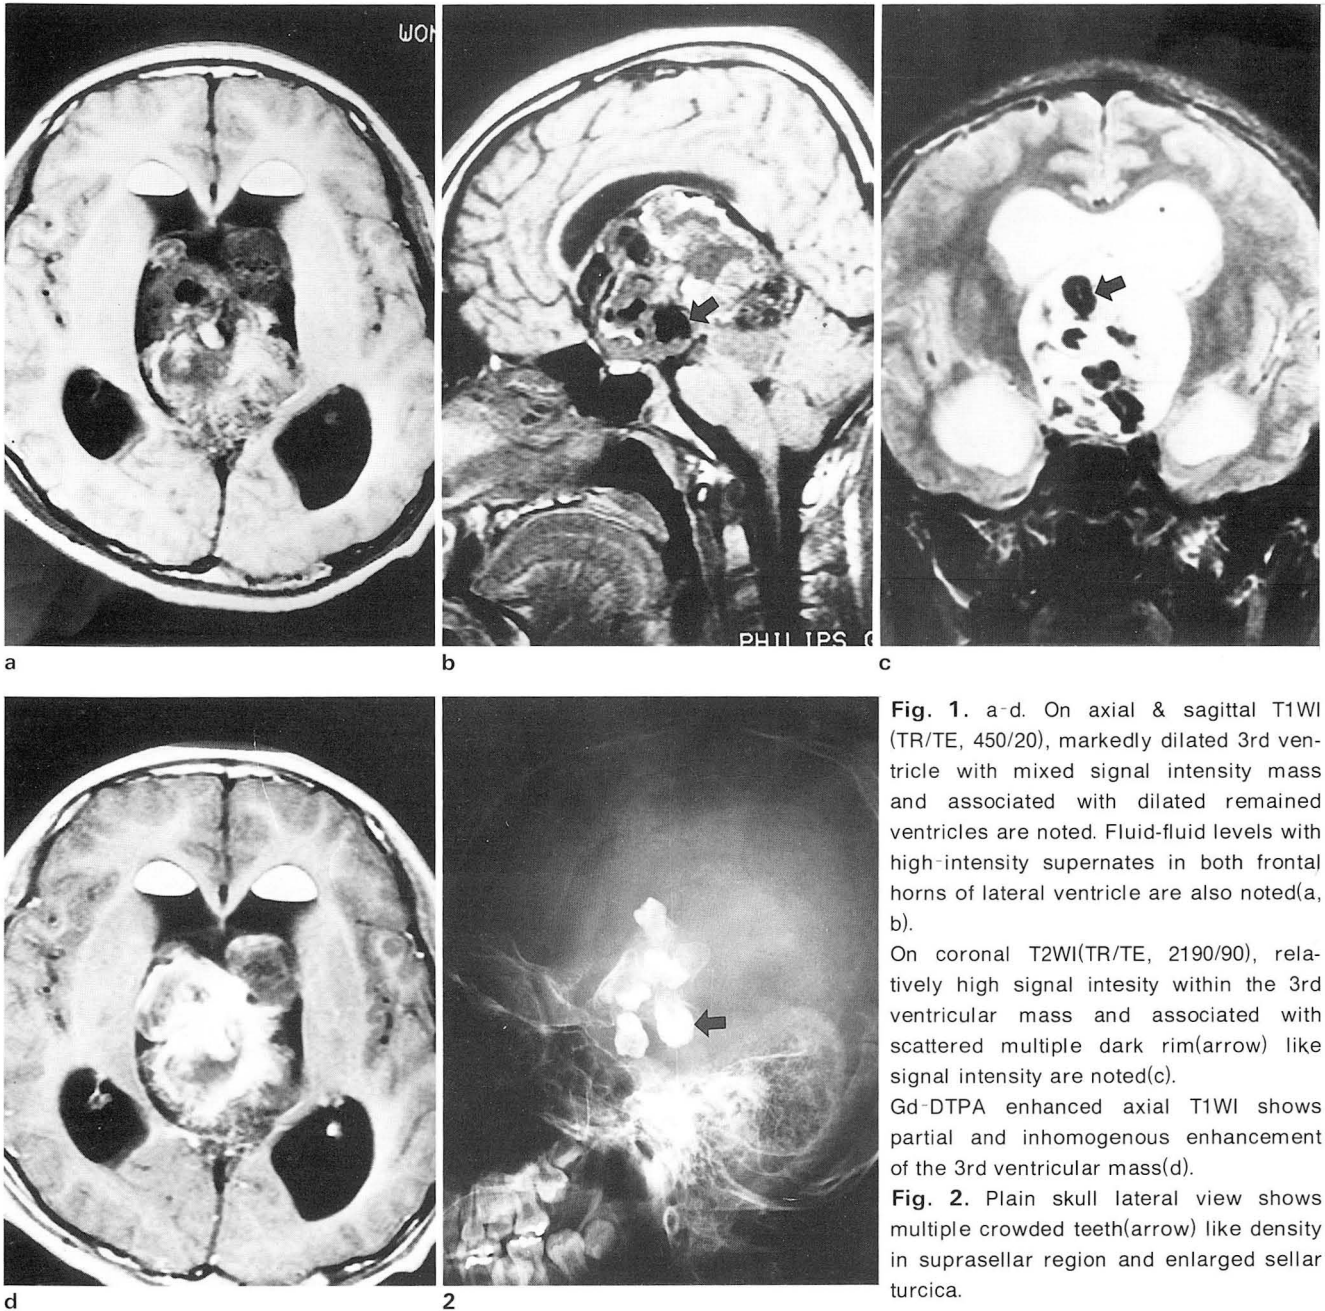 WOM
PHILIPS G
a
b
c
d
2
Fig. 1. a-d. On axial & sagittal T1WI
(TR/TE, 450/20), markedly dilated 3rd ven-
tricle with mixed signal intensity mass
and associated with dilated remained
ventricles are noted. Fluid-fluid levels with
high-intensity supernates in both frontal
horns of lateral ventricle are also noted(a,
b).
On coronal T2WI(TR/TE, 2190/90), rela-
tively high signal intesity within the 3rd
ventricular mass and associated with
scattered multiple dark rim(arrow) like
signal intensity are noted(c).
Gd-DTPA enhanced axial T1WI shows
partial and inhomogenous enhancement
of the 3rd ventricular mass(d).
Fig. 2. Plain skull lateral view shows
multiple crowded teeth(arrow) like density
in suprasellar region and enlarged sellar
turcica.